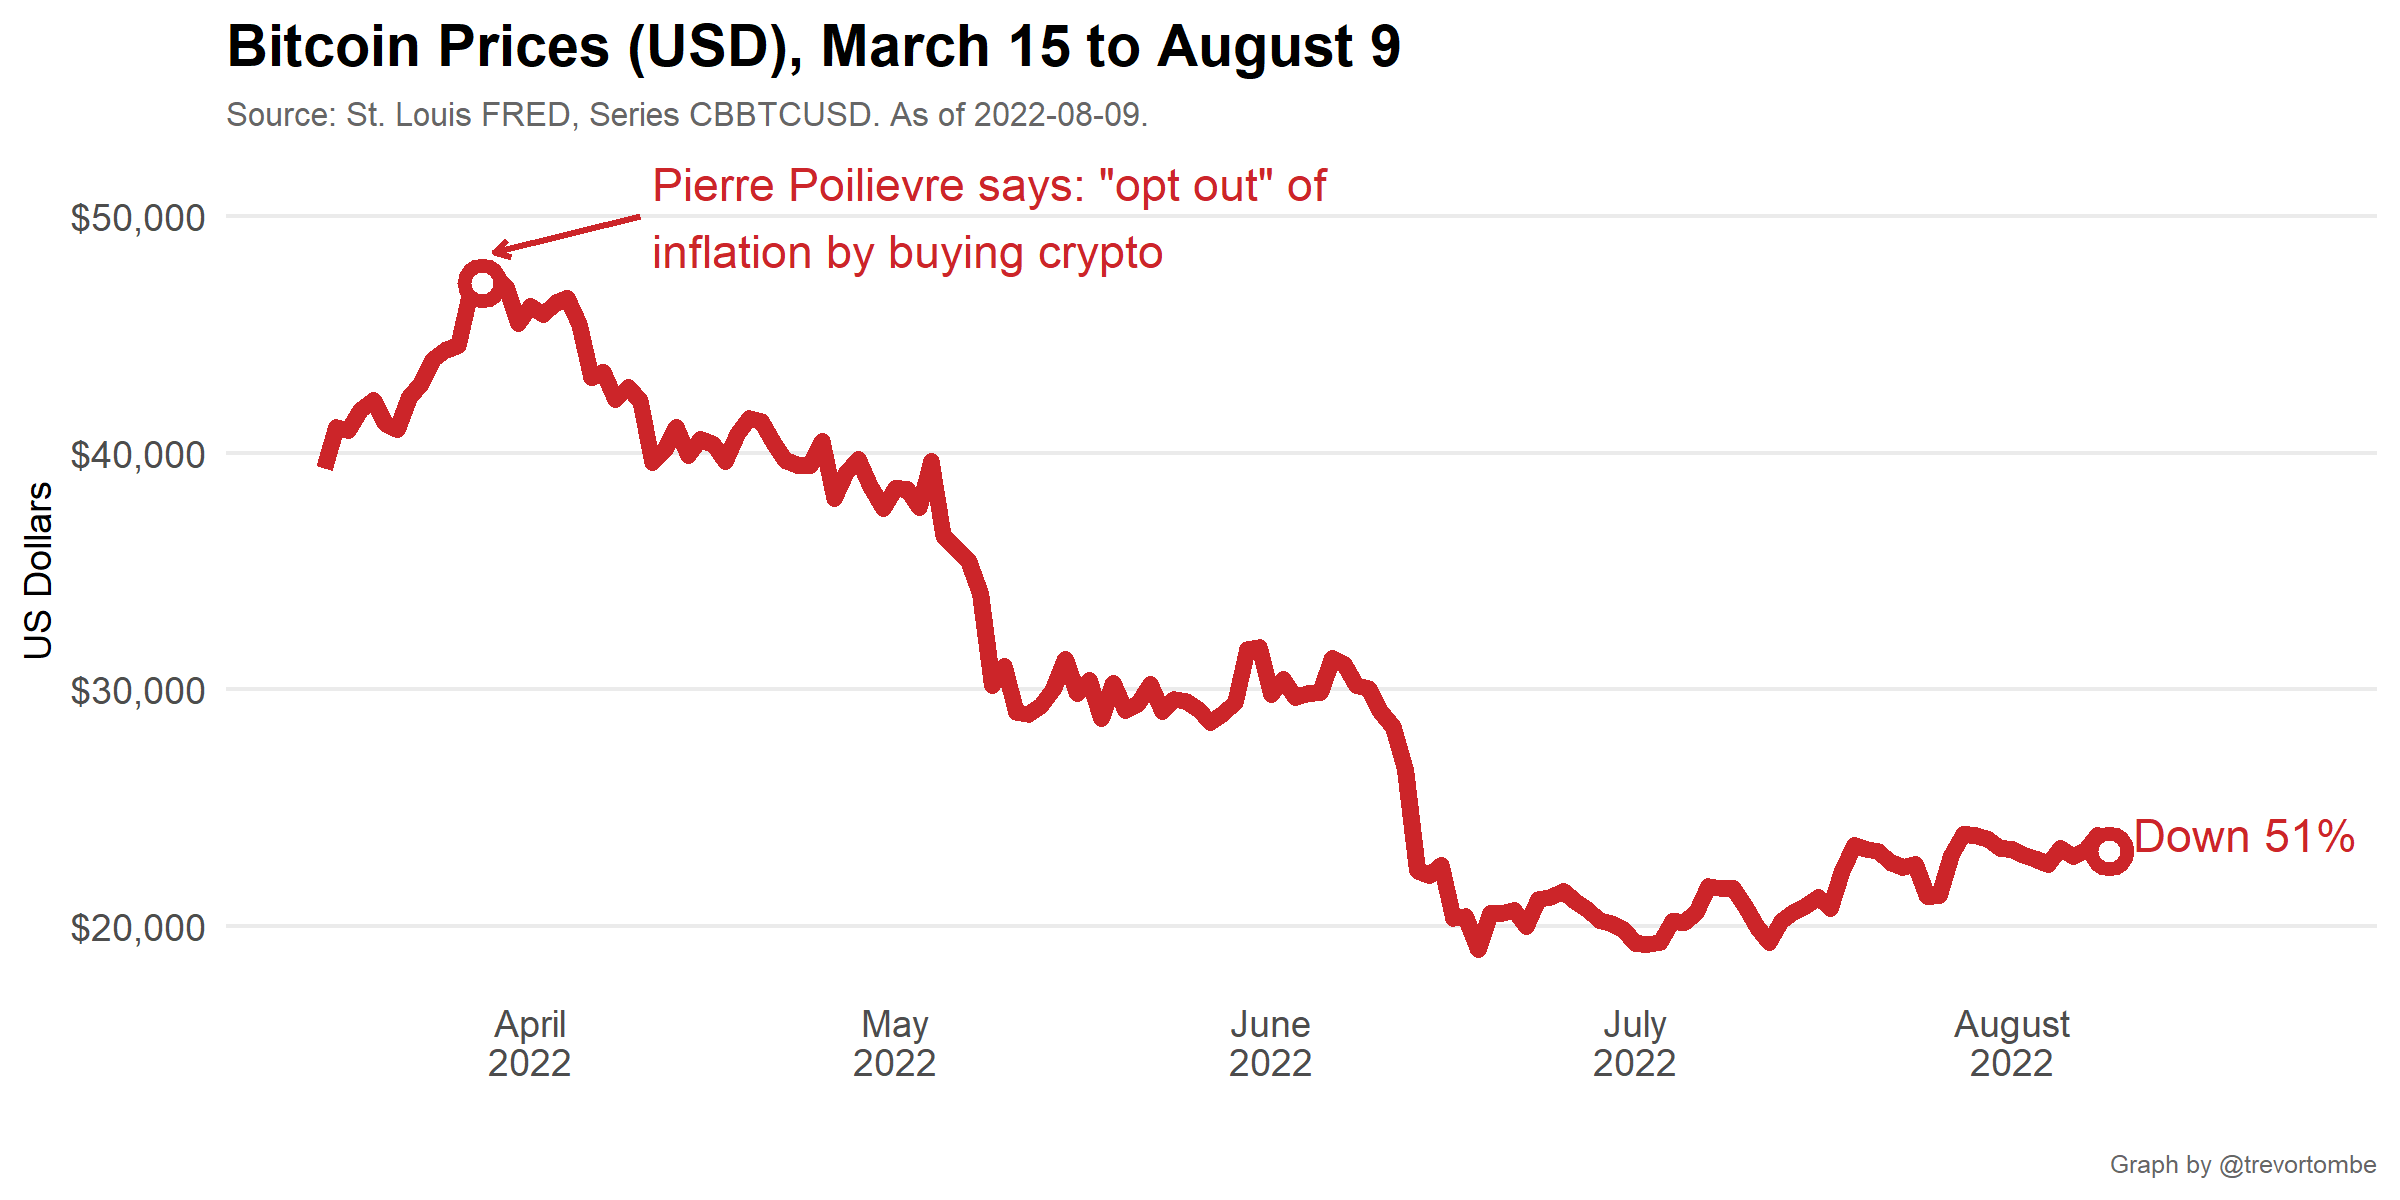 Bitcoin Prices (USD), March 15 to August 9
Source: St. Louis FRED, Series CBBTCUSD. As of 2022-08-09.
Pierre Poilievre says: "opt out" of
inflation by buying crypto
$50,000
$40,000
$30,000
$20,000
US Dollars
Down 51%
April
2022
May
2022
June
2022
July
2022
August
2022
Graph by @trevortombe